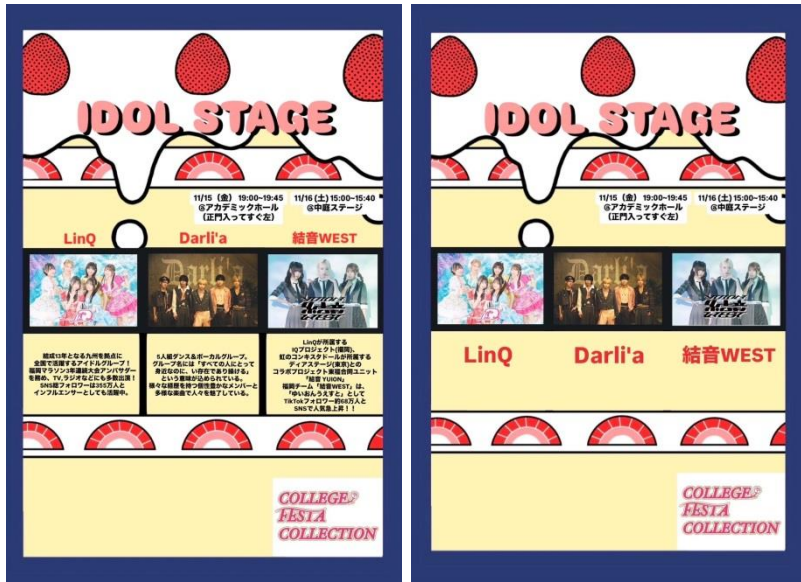 IDOL STAGE
11/15（金） 19:00~19:45
@アカデミックホール
（正門入ってすぐ左）
11/16（土）15:00~15:40
@中庭ステージ
LinQ
Darli'a
結音WEST
Darli'a
結成13年となる九州を拠点に
全国で活躍するアイドルグループ！
福岡マラソン3年連続大会アンバサダー
を務め、TV,ラジオなどにも多数出演！
SNS総フォロワーは355万人と
インフルエンサーとしても活躍中。
5人組ダンス＆ボーカルグループ。
グループ名には「すべての人にとって
身近なのに、い存在であり続ける」
という意味が込められている。
様々な経歴を持つ個性豊かなメンバーと
多様な楽曲で人々を魅了している。
LinQが所属する
IQプロジェクト(福岡)、
虹のコンキスタドールが所属する
ディアステージ(東京)との
コラボプロジェクト東福合同ユニット
「結音 YUION」
福岡チーム「結音WEST」は、
「ゆいおんうえすと」として
TikTokフォロワー約68万人と
SNSで人気急上昇！！
COLLEGE
FESTA
COLLECTION
IDOL STAGE
11/15（金） 19:00~19:45
@アカデミックホール
（正門入ってすぐ左）
11/16（土）15:00~15:40
@中庭ステージ
Darli'a
LinQ
Darli'a
結音WEST
COLLEGE
FESTA
COLLECTION